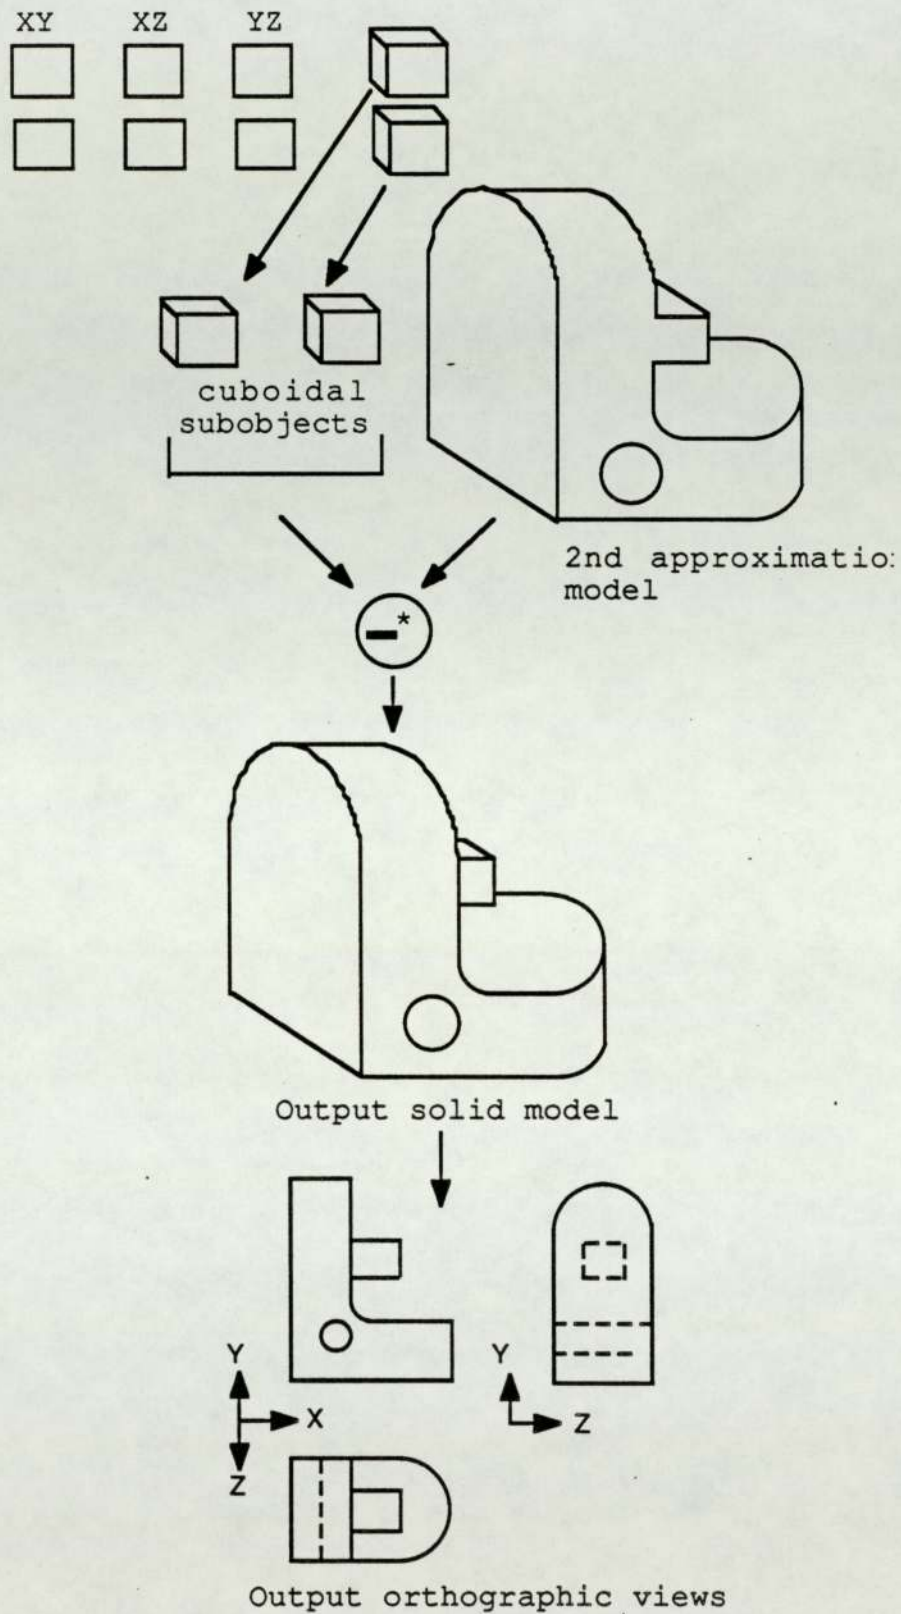 XY XZ YZ
cuboidal
subobjects
2nd approximatio
model
*
Output solid model
Y
X
Z
Y
Z
Output orthographic views